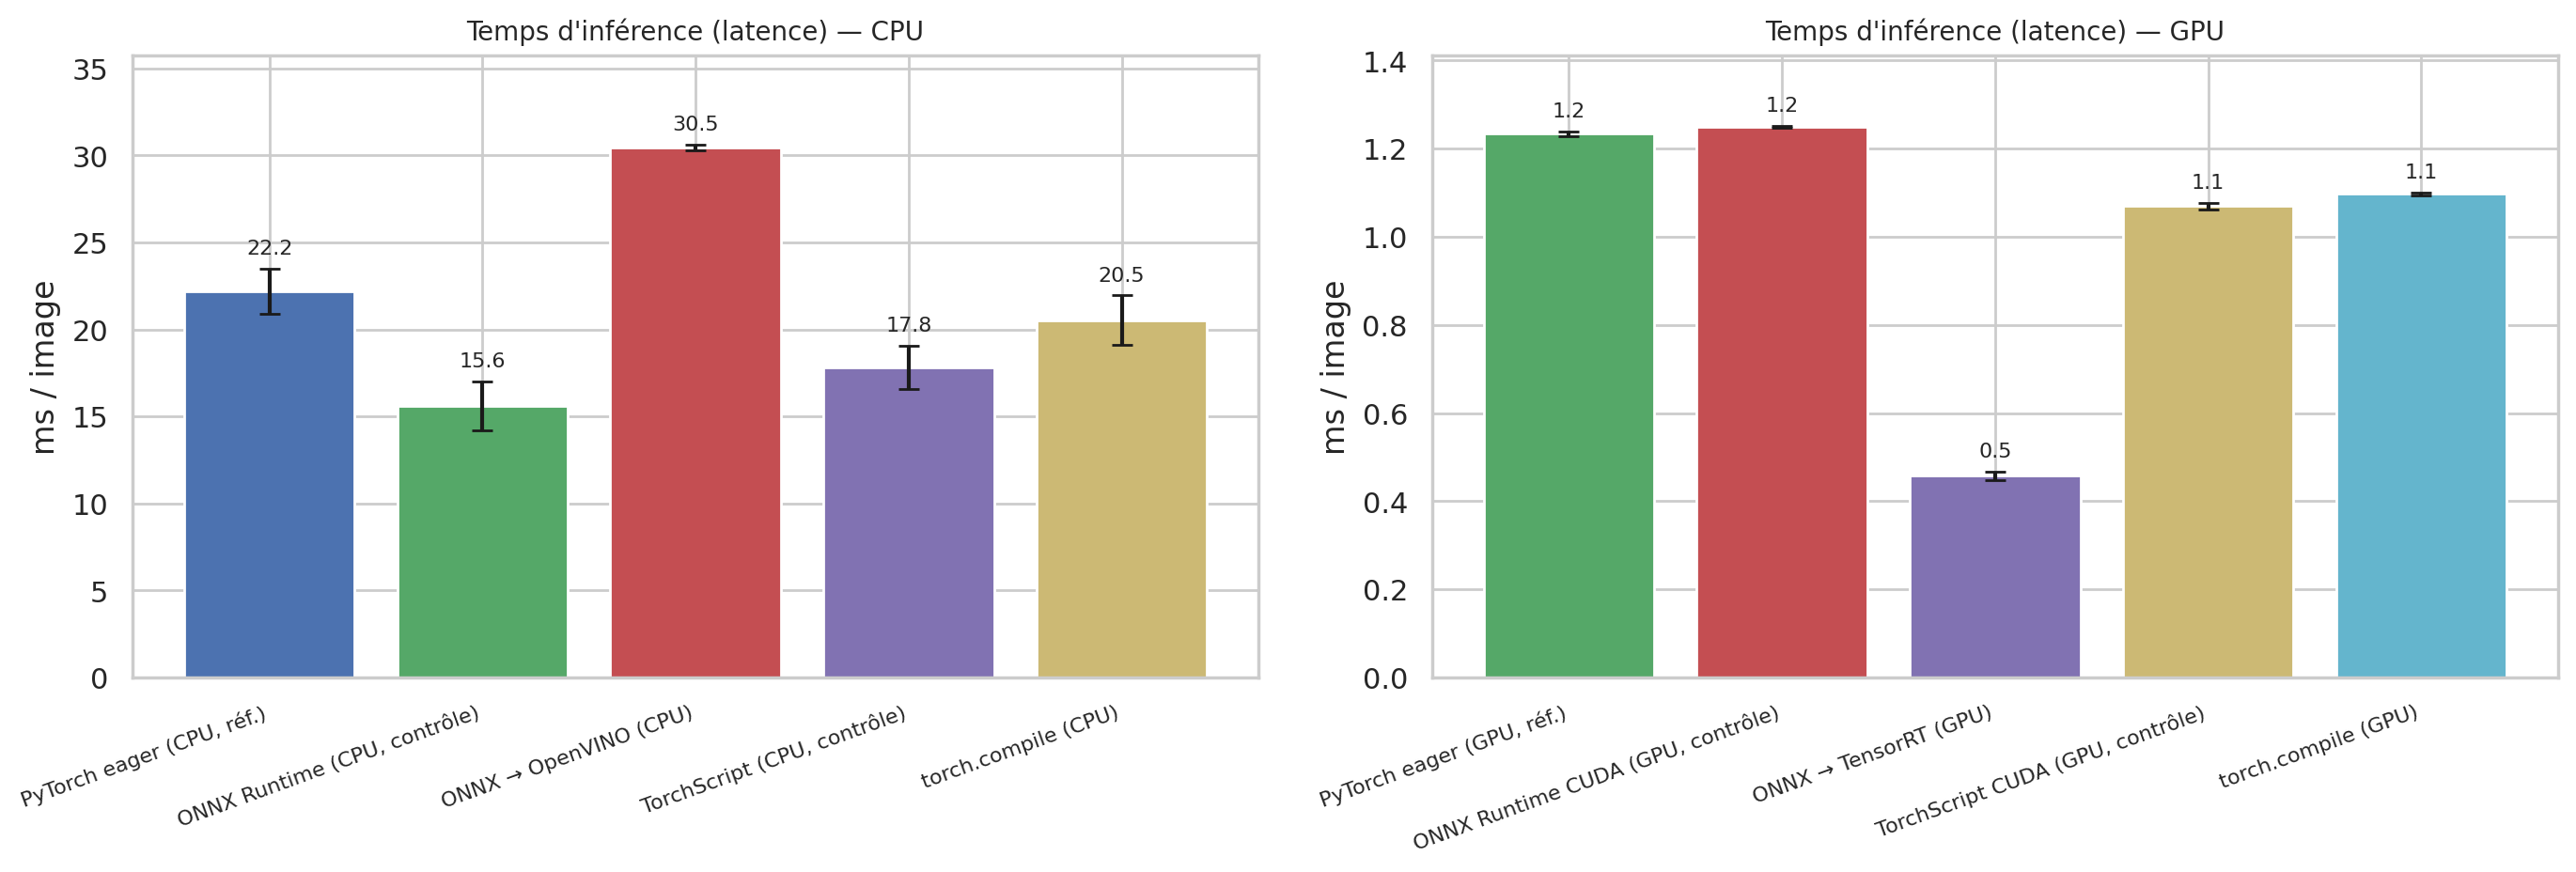 Temps d'inférence (latence) — CPU
ms / image
35
30
25
20
15
10
5
0
22.2
15.6
30.5
17.8
20.5
PyTorch eager (CPU, réf.)
ONNX Runtime (CPU, contrôle)
ONNX → OpenVINO (CPU)
TorchScript (CPU, contrôle)
torch.compile (CPU)
Temps d'inférence (latence) — GPU
ms / image
1.4
1.2
1.0
0.8
0.6
0.4
0.2
0.0
1.2
1.2
0.5
1.1
1.1
PyTorch eager (GPU, réf.)
ONNX Runtime CUDA (GPU, contrôle)
ONNX → TensorRT (GPU)
TorchScript CUDA (GPU, contrôle)
torch.compile (GPU)